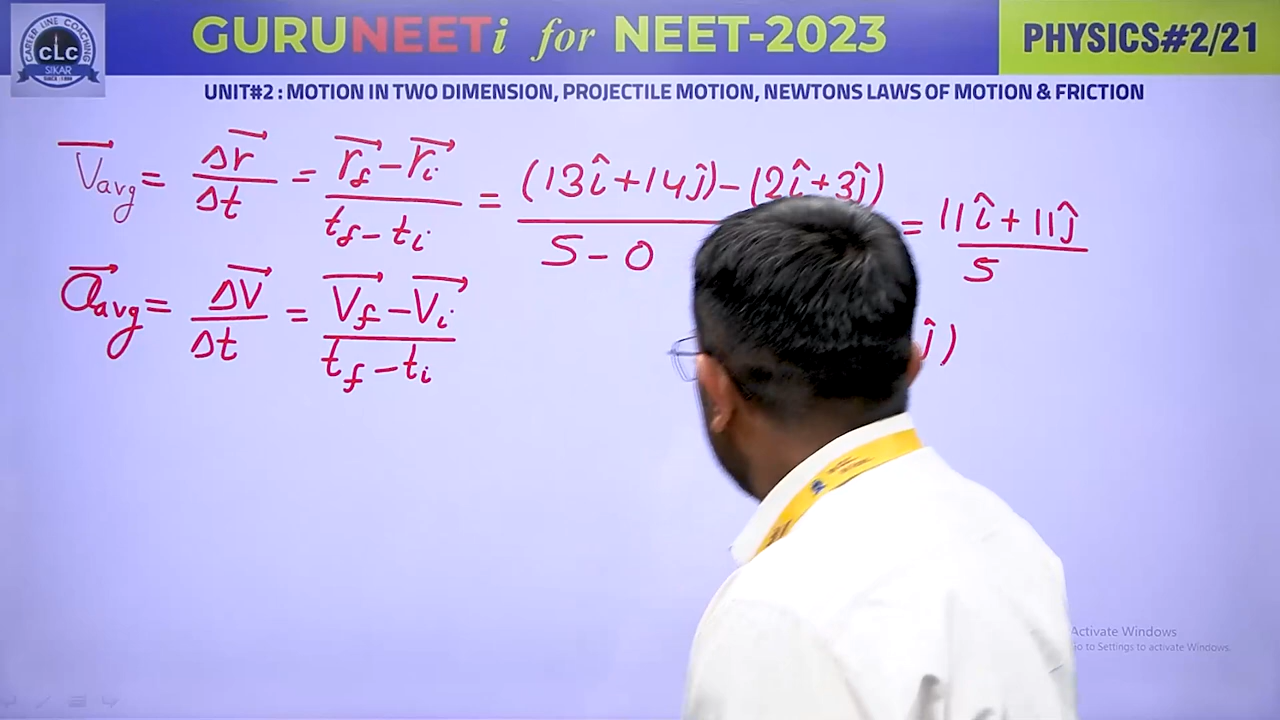 CAREER LINE COACHING
CLC
SIKAR
SINCE : 1996
GURUNEETi for NEET-2023
PHYSICS#2/21
UNIT#2 : MOTION IN TWO DIMENSION, PROJECTILE MOTION, NEWTONS LAWS OF MOTION & FRICTION
V⃗avg = Δr⃗/Δt = (r⃗f - r⃗i)/(tf - ti) = ((13î+14ĵ)-(2î+3ĵ))/(5-0) = (11î+11ĵ)/5
ĵ)
a⃗avg = ΔV⃗/Δt = (V⃗f - V⃗i)/(tf - ti)
Activate Windows
Go to Settings to activate Windows.